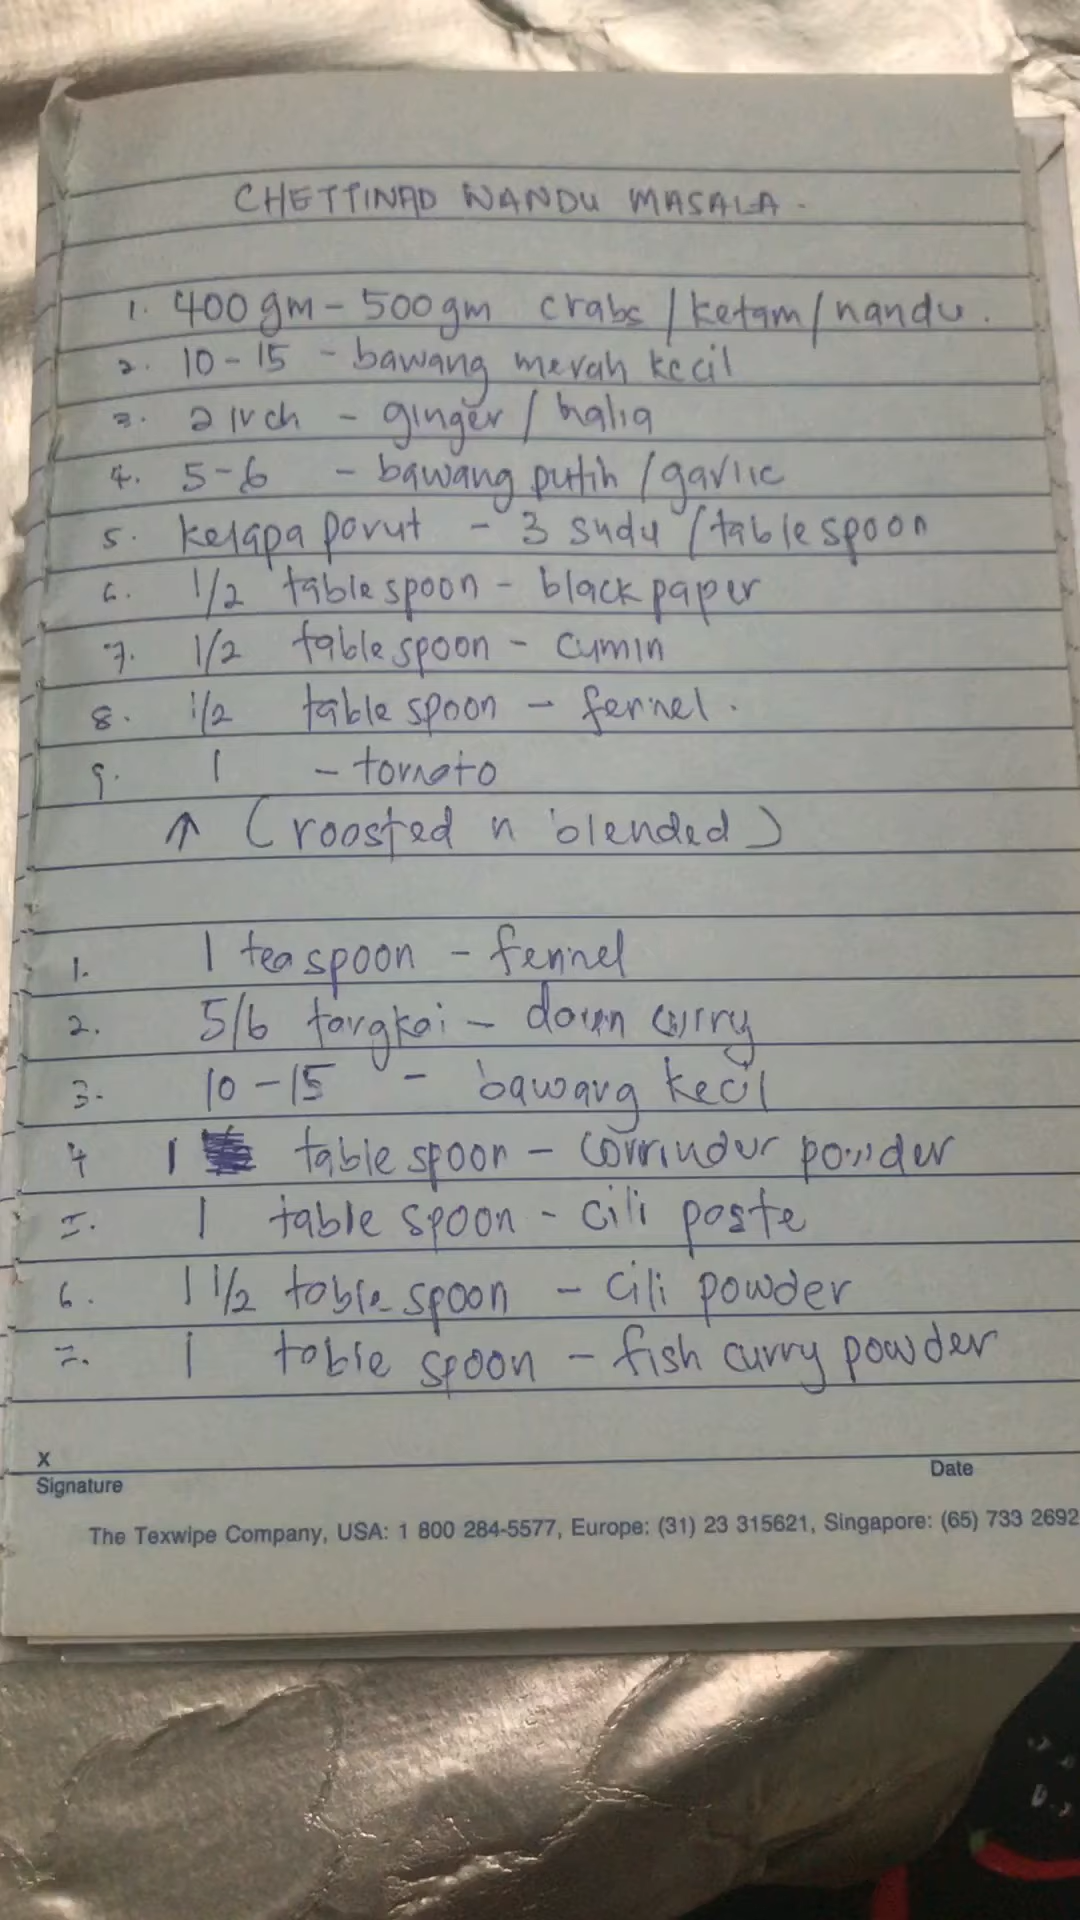 CHETTINAD NANDU MASALA.
1. 400gm - 500gm crabs / ketam / nandu.
2. 10 - 15 - bawang merah kecil
3. 2 inch - ginger / halia
4. 5 - 6 - bawang putih / garlic
5. kelapa parut - 3 sudu / table spoon
6. 1/2 table spoon - black paper
7. 1/2 table spoon - cumin
8. 1/2 table spoon - fennel.
9. 1 - tomato
↑ (roosted n blended)
1. 1 tea spoon - fennel
2. 5/6 tangkai - daun curry
3. 10 - 15 - bawang kecil
4 1 table spoon - corrinder powder
5. 1 table spoon - cili paste
6. 1 1/2 table spoon - cili powder
7. 1 table spoon - fish curry powder
X
Signature Date
The Texwipe Company, USA: 1 800 284-5577, Europe: (31) 23 315621, Singapore: (65) 733 2692